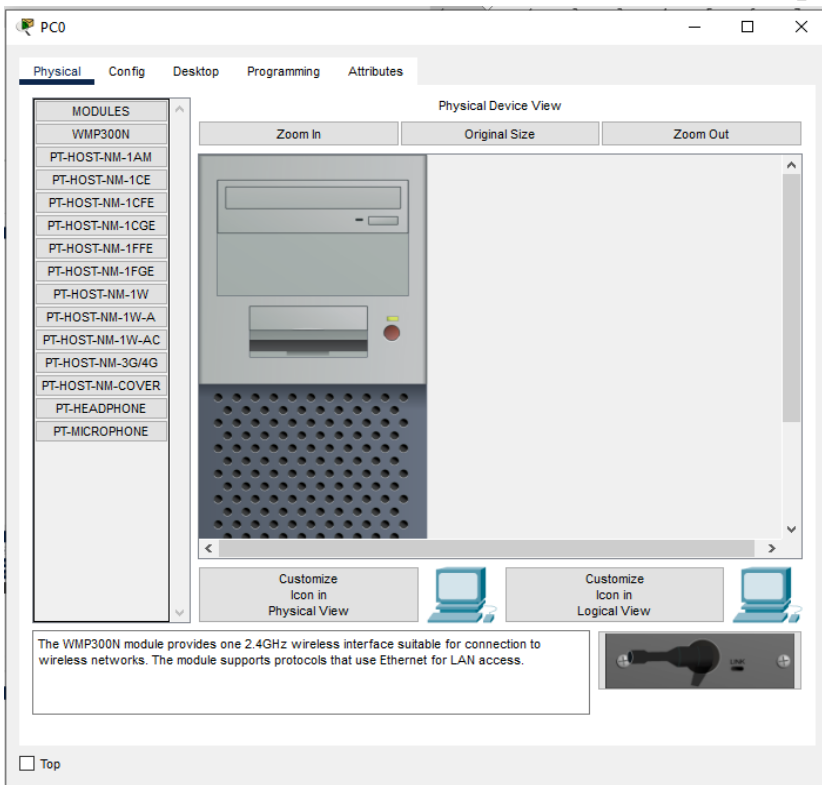 PC0
Physical Config Desktop Programming Attributes
MODULES
WMP300N
PT-HOST-NM-1AM
PT-HOST-NM-1CE
PT-HOST-NM-1CFE
PT-HOST-NM-1CGE
PT-HOST-NM-1FFE
PT-HOST-NM-1FGE
PT-HOST-NM-1W
PT-HOST-NM-1W-A
PT-HOST-NM-1W-AC
PT-HOST-NM-3G/4G
PT-HOST-NM-COVER
PT-HEADPHONE
PT-MICROPHONE
Physical Device View
Zoom In Original Size Zoom Out
Customize
Icon in
Physical View
Customize
Icon in
Logical View
The WMP300N module provides one 2.4GHz wireless interface suitable for connection to
wireless networks. The module supports protocols that use Ethernet for LAN access.
LINK
Top